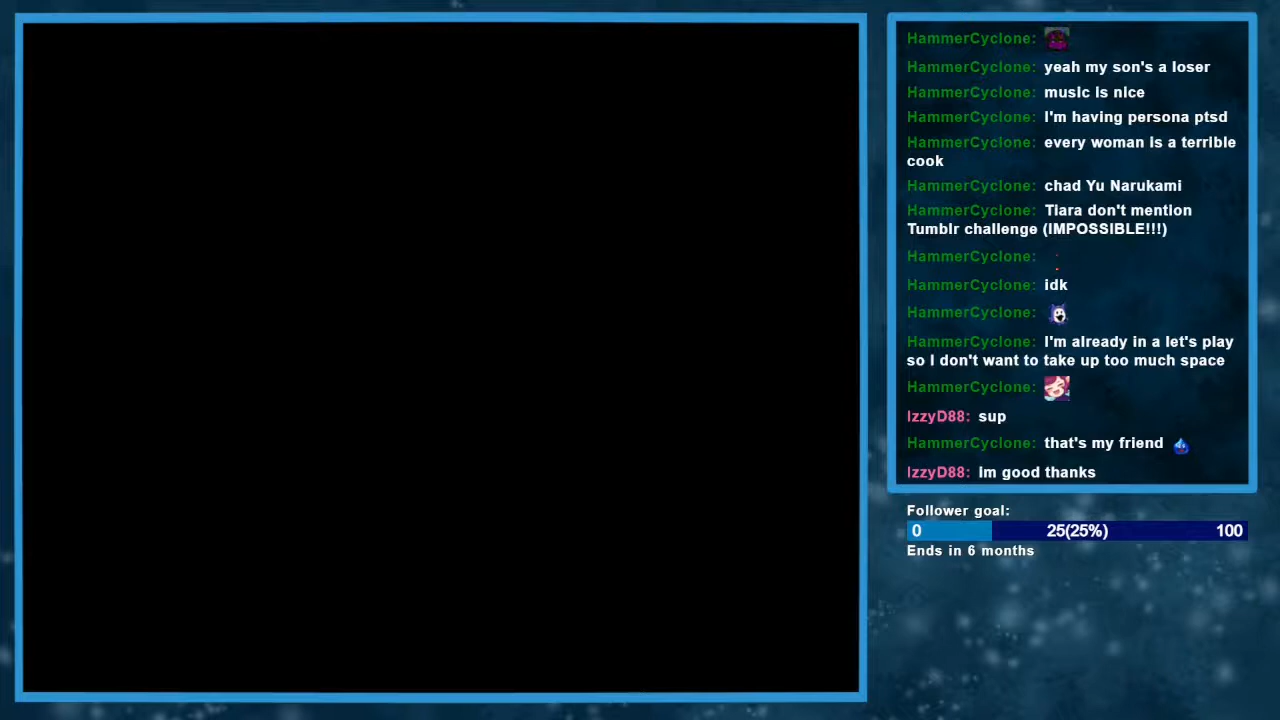 HammerCyclone:
HammerCyclone: yeah my son's a loser
HammerCyclone: music is nice
HammerCyclone: I'm having persona ptsd
HammerCyclone: every woman is a terrible
cook
HammerCyclone: chad Yu Narukami
HammerCyclone: Tiara don't mention
Tumblr challenge (IMPOSSIBLE!!!)
HammerCyclone:
HammerCyclone: idk
HammerCyclone:
HammerCyclone: I'm already in a let's play
so I don't want to take up too much space
HammerCyclone:
IzzyD88: sup
HammerCyclone: that's my friend
IzzyD88: Im good thanks
Follower goal:
0 25(25%) 100
Ends in 6 months